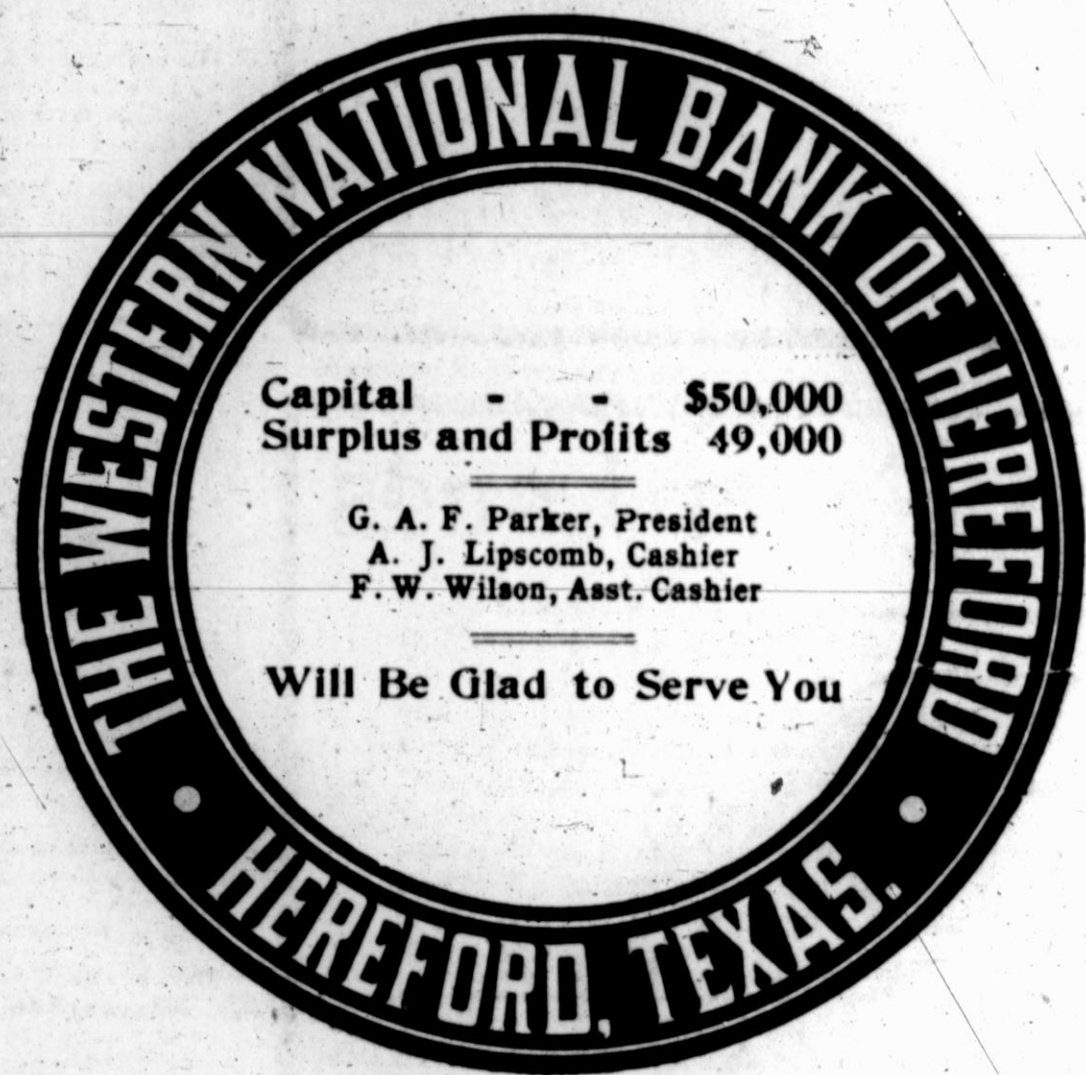 THE WESTERN NATIONAL BANK OF HEREFORD
Capital - - $50,000
Surplus and Profits 49,000
G. A. F. Parker, President
A. J. Lipscomb, Cashier
F. W. Wilson, Asst. Cashier
Will Be Glad to Serve You
HEREFORD, TEXAS.